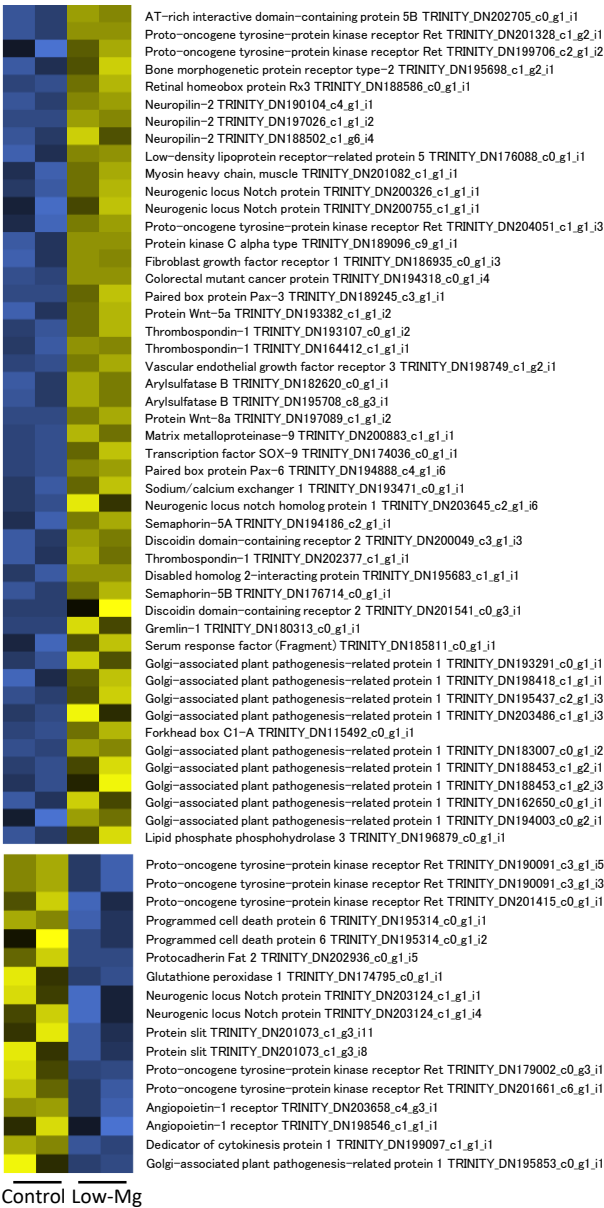 AT-rich interactive domain-containing protein 5B TRINITY_DN202705_c0_g1_i1
Proto-oncogene tyrosine-protein kinase receptor Ret TRINITY_DN201328_c1_g2_i1
Proto-oncogene tyrosine-protein kinase receptor Ret TRINITY_DN199706_c2_g1_i2
Bone morphogenetic protein receptor type-2 TRINITY_DN195698_c1_g2_i1
Retinal homeobox protein Rx3 TRINITY_DN188586_c0_g1_i1
Neuropilin-2 TRINITY_DN190104_c4_g1_i1
Neuropilin-2 TRINITY_DN197026_c1_g1_i2
Neuropilin-2 TRINITY_DN188502_c1_g6_i4
Low-density lipoprotein receptor-related protein 5 TRINITY_DN176088_c0_g1_i1
Myosin heavy chain, muscle TRINITY_DN201082_c1_g1_i1
Neurogenic locus Notch protein TRINITY_DN200326_c1_g1_i1
Neurogenic locus Notch protein TRINITY_DN200755_c1_g1_i1
Proto-oncogene tyrosine-protein kinase receptor Ret TRINITY_DN204051_c1_g1_i3
Protein kinase C alpha type TRINITY_DN189096_c9_g1_i1
Fibroblast growth factor receptor 1 TRINITY_DN186935_c0_g1_i3
Colorectal mutant cancer protein TRINITY_DN194318_c0_g1_i4
Paired box protein Pax-3 TRINITY_DN189245_c3_g1_i1
Protein Wnt-5a TRINITY_DN193382_c1_g1_i2
Thrombospondin-1 TRINITY_DN193107_c0_g1_i2
Thrombospondin-1 TRINITY_DN164412_c1_g1_i1
Vascular endothelial growth factor receptor 3 TRINITY_DN198749_c1_g2_i1
Arylsulfatase B TRINITY_DN182620_c0_g1_i1
Arylsulfatase B TRINITY_DN195708_c8_g3_i1
Protein Wnt-8a TRINITY_DN197089_c1_g1_i2
Matrix metalloproteinase-9 TRINITY_DN200883_c1_g1_i1
Transcription factor SOX-9 TRINITY_DN174036_c0_g1_i1
Paired box protein Pax-6 TRINITY_DN194888_c4_g1_i6
Sodium/calcium exchanger 1 TRINITY_DN193471_c0_g1_i1
Neurogenic locus notch homolog protein 1 TRINITY_DN203645_c2_g1_i6
Semaphorin-5A TRINITY_DN194186_c2_g1_i1
Discoidin domain-containing receptor 2 TRINITY_DN200049_c3_g1_i3
Thrombospondin-1 TRINITY_DN202377_c1_g1_i1
Disabled homolog 2-interacting protein TRINITY_DN195683_c1_g1_i1
Semaphorin-5B TRINITY_DN176714_c0_g1_i1
Discoidin domain-containing receptor 2 TRINITY_DN201541_c0_g3_i1
Gremlin-1 TRINITY_DN180313_c0_g1_i1
Serum response factor (Fragment) TRINITY_DN185811_c0_g1_i1
Golgi-associated plant pathogenesis-related protein 1 TRINITY_DN193291_c0_g1_i1
Golgi-associated plant pathogenesis-related protein 1 TRINITY_DN198418_c1_g1_i1
Golgi-associated plant pathogenesis-related protein 1 TRINITY_DN195437_c2_g1_i3
Golgi-associated plant pathogenesis-related protein 1 TRINITY_DN203486_c1_g1_i3
Forkhead box C1-A TRINITY_DN115492_c0_g1_i1
Golgi-associated plant pathogenesis-related protein 1 TRINITY_DN183007_c0_g1_i2
Golgi-associated plant pathogenesis-related protein 1 TRINITY_DN188453_c1_g2_i1
Golgi-associated plant pathogenesis-related protein 1 TRINITY_DN188453_c1_g2_i3
Golgi-associated plant pathogenesis-related protein 1 TRINITY_DN162650_c0_g1_i1
Golgi-associated plant pathogenesis-related protein 1 TRINITY_DN194003_c0_g2_i1
Lipid phosphate phosphohydrolase 3 TRINITY_DN196879_c0_g1_i1
Proto-oncogene tyrosine-protein kinase receptor Ret TRINITY_DN190091_c3_g1_i5
Proto-oncogene tyrosine-protein kinase receptor Ret TRINITY_DN190091_c3_g1_i3
Proto-oncogene tyrosine-protein kinase receptor Ret TRINITY_DN201415_c0_g1_i1
Programmed cell death protein 6 TRINITY_DN195314_c0_g1_i1
Programmed cell death protein 6 TRINITY_DN195314_c0_g1_i2
Protocadherin Fat 2 TRINITY_DN202936_c0_g1_i5
Glutathione peroxidase 1 TRINITY_DN174795_c0_g1_i1
Neurogenic locus Notch protein TRINITY_DN203124_c1_g1_i1
Neurogenic locus Notch protein TRINITY_DN203124_c1_g1_i4
Protein slit TRINITY_DN201073_c1_g3_i11
Protein slit TRINITY_DN201073_c1_g3_i8
Proto-oncogene tyrosine-protein kinase receptor Ret TRINITY_DN179002_c0_g3_i1
Proto-oncogene tyrosine-protein kinase receptor Ret TRINITY_DN201661_c6_g1_i1
Angiopoietin-1 receptor TRINITY_DN203658_c4_g3_i1
Angiopoietin-1 receptor TRINITY_DN198546_c1_g1_i1
Dedicator of cytokinesis protein 1 TRINITY_DN199097_c1_g1_i1
Golgi-associated plant pathogenesis-related protein 1 TRINITY_DN195853_c0_g1_i1
Control Low-Mg